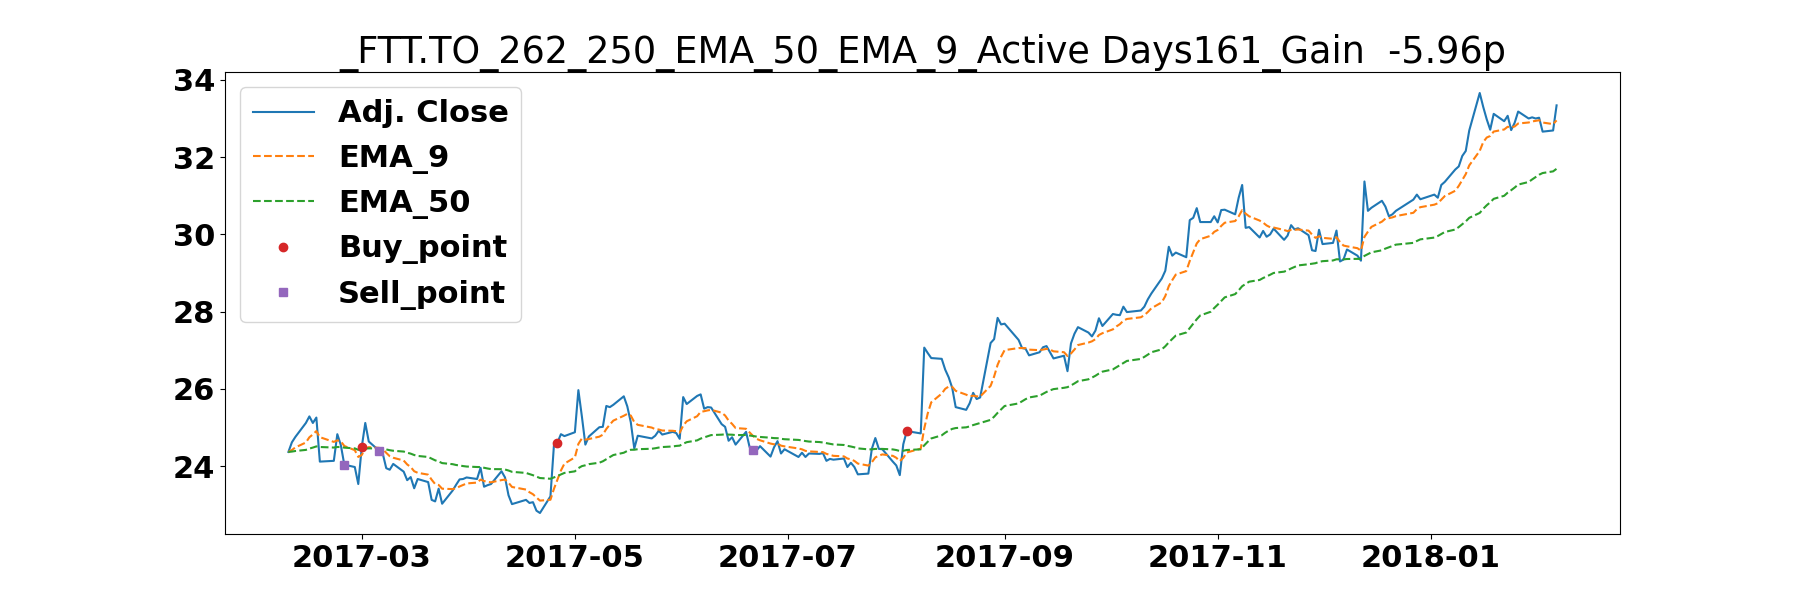 _FTT.TO_262_250_EMA_50_EMA_9_Active Days161_Gain  -5.96p
34
32
30
28
26
24
Adj. Close
EMA_9
EMA_50
Buy_point
Sell_point
2017-03 2017-05 2017-07 2017-09 2017-11 2018-01